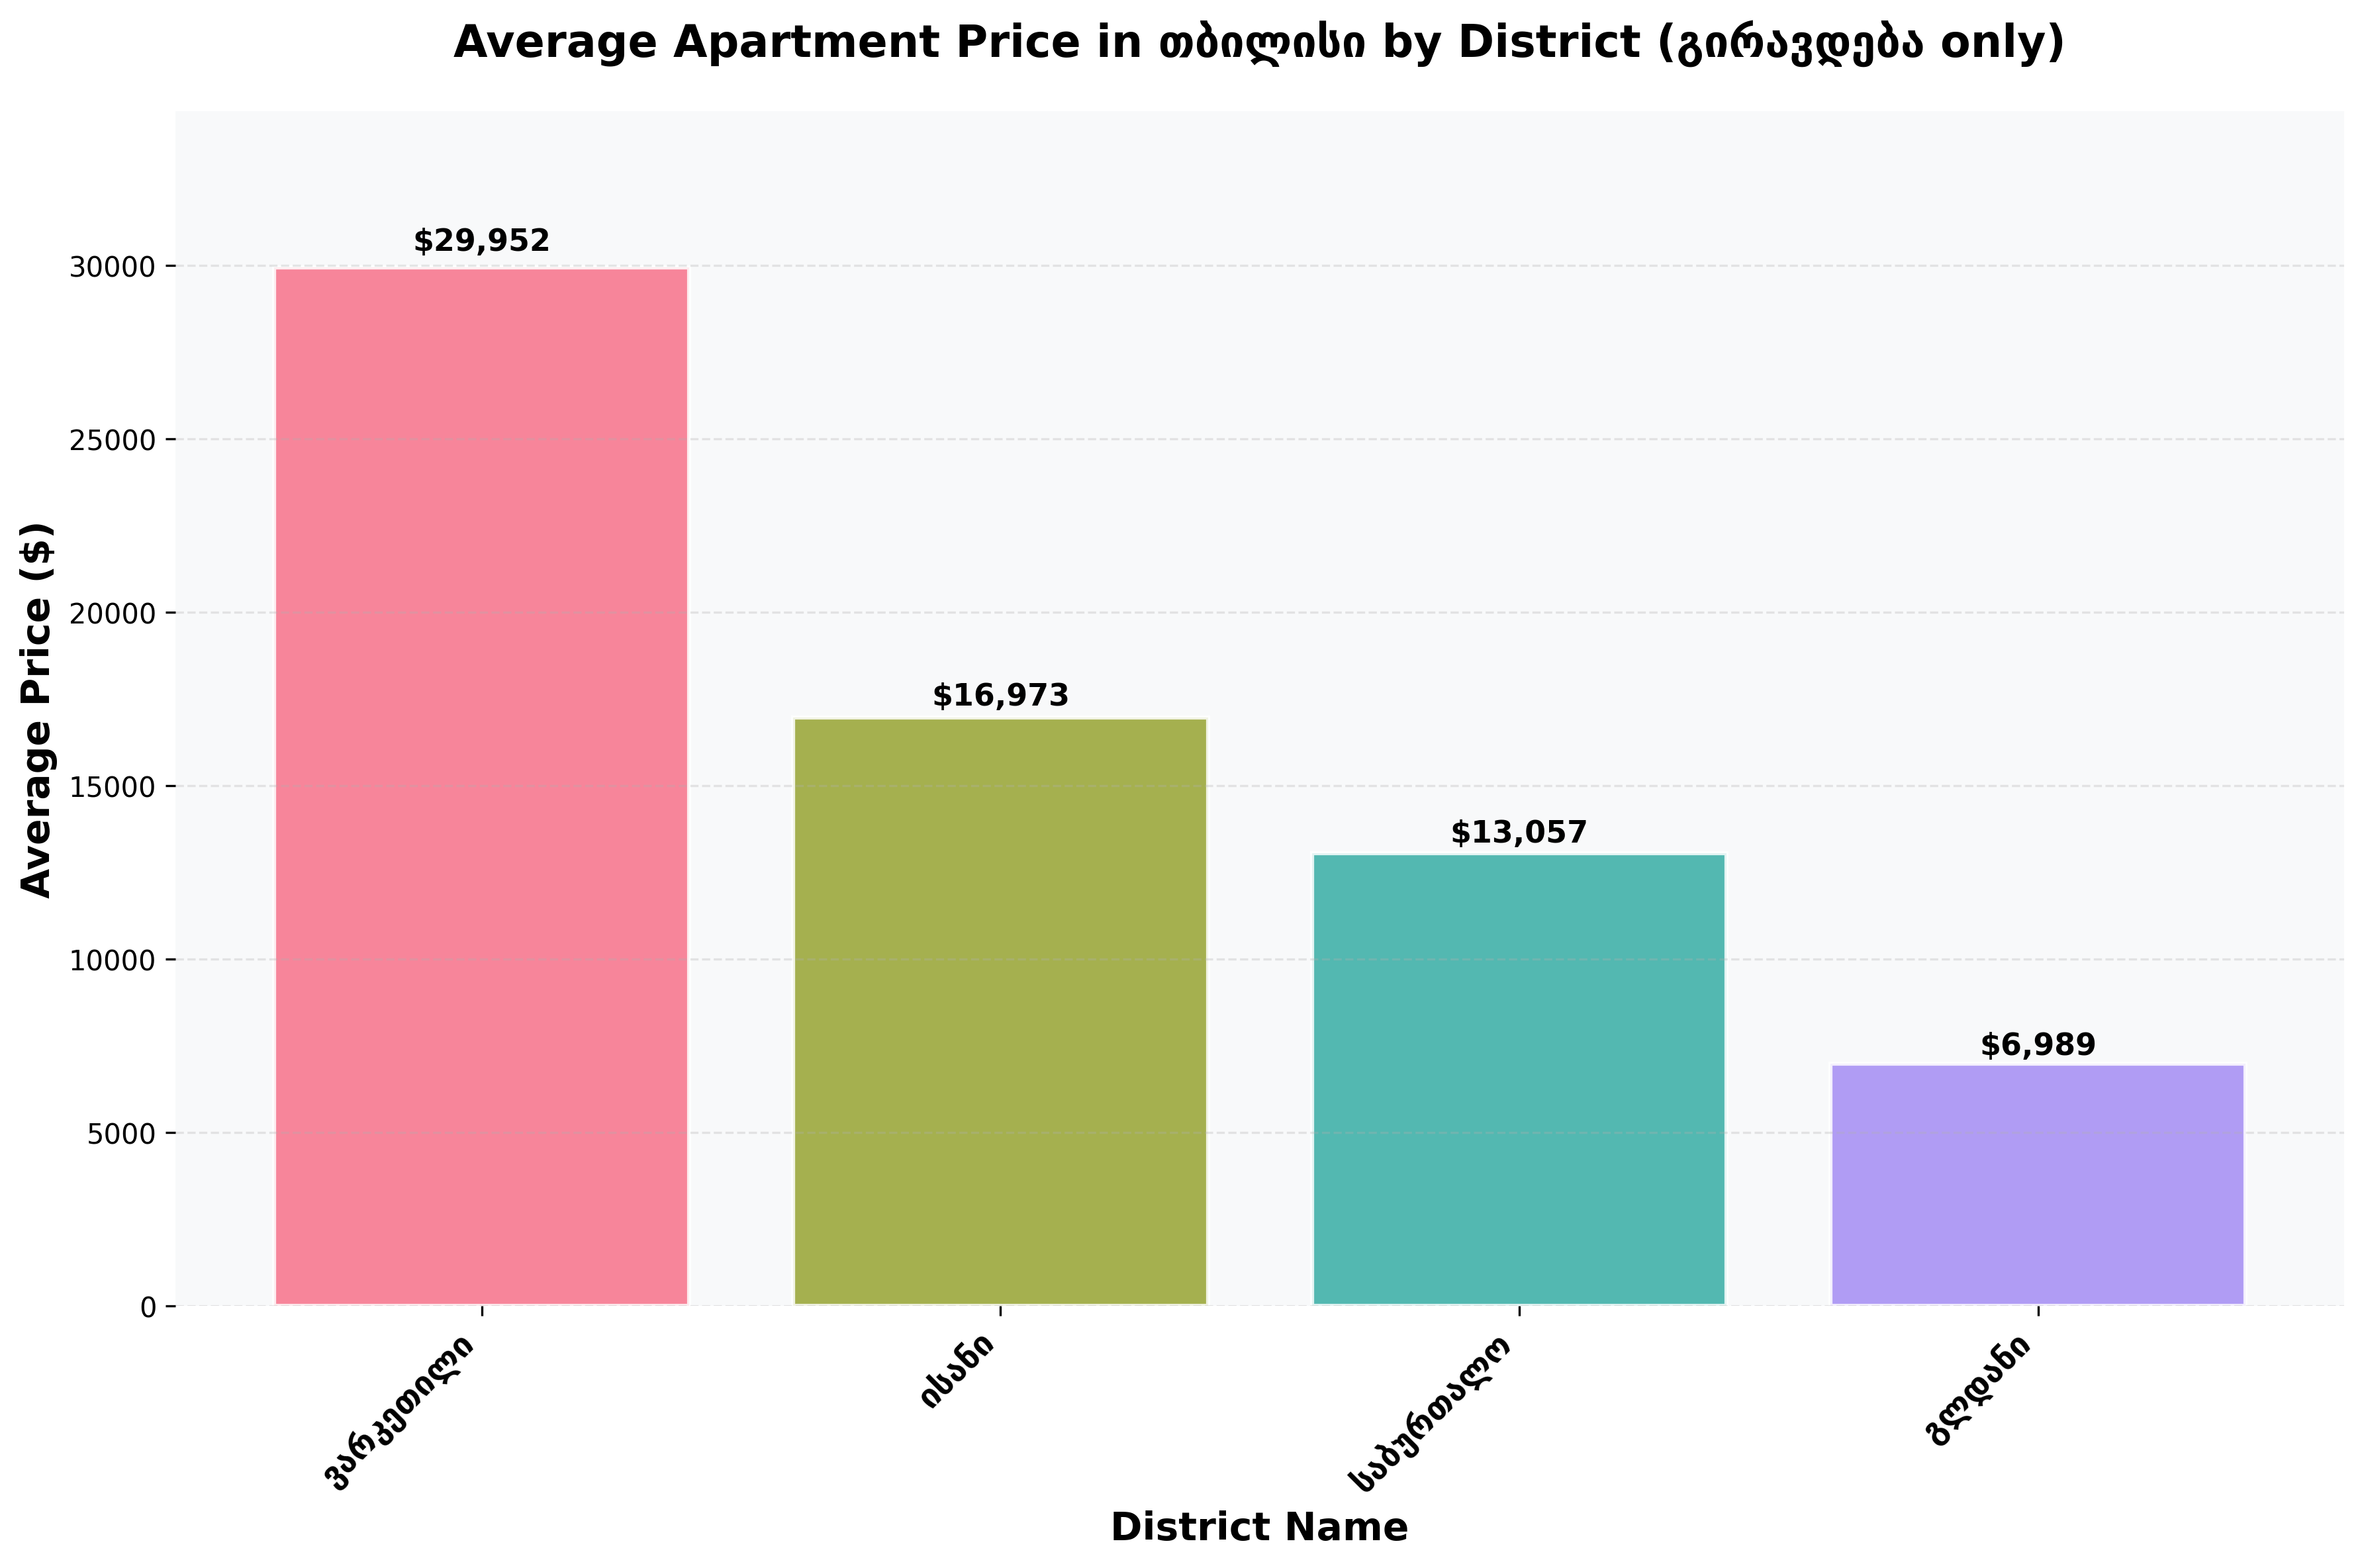 Average Apartment Price in თბილისი by District (გირავდება only)
Average Price ($)
30000
25000
20000
15000
10000
5000
0
$29,952
$16,973
$13,057
$6,989
ვარკეთილი
ისანი
საბურთალო
გლდანი
District Name